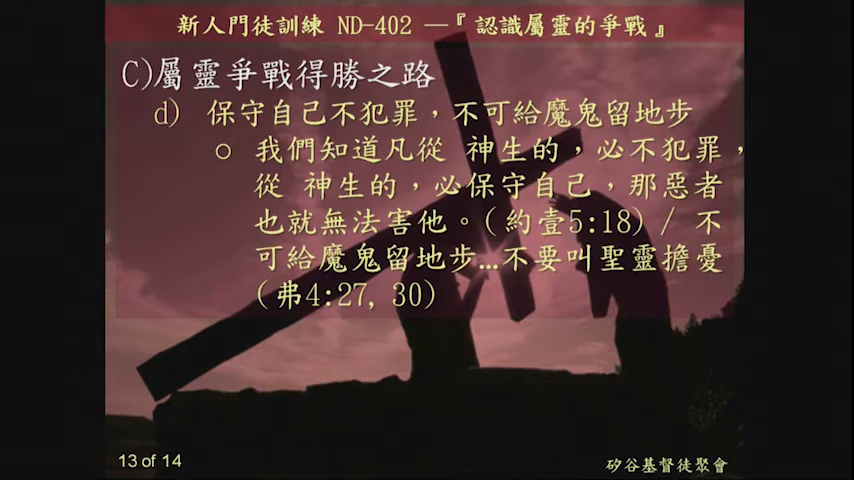 新人門徒訓練 ND-402 —『 認識屬靈的爭戰 』
C)屬靈爭戰得勝之路
d) 保守自己不犯罪，不可給魔鬼留地步
○ 我們知道凡從 神生的，必不犯罪，
從 神生的，必保守自己，那惡者
也就無法害他。(約壹5:18) / 不
可給魔鬼留地步…不要叫聖靈擔憂
(弗4:27, 30)
13 of 14
矽谷基督徒聚會